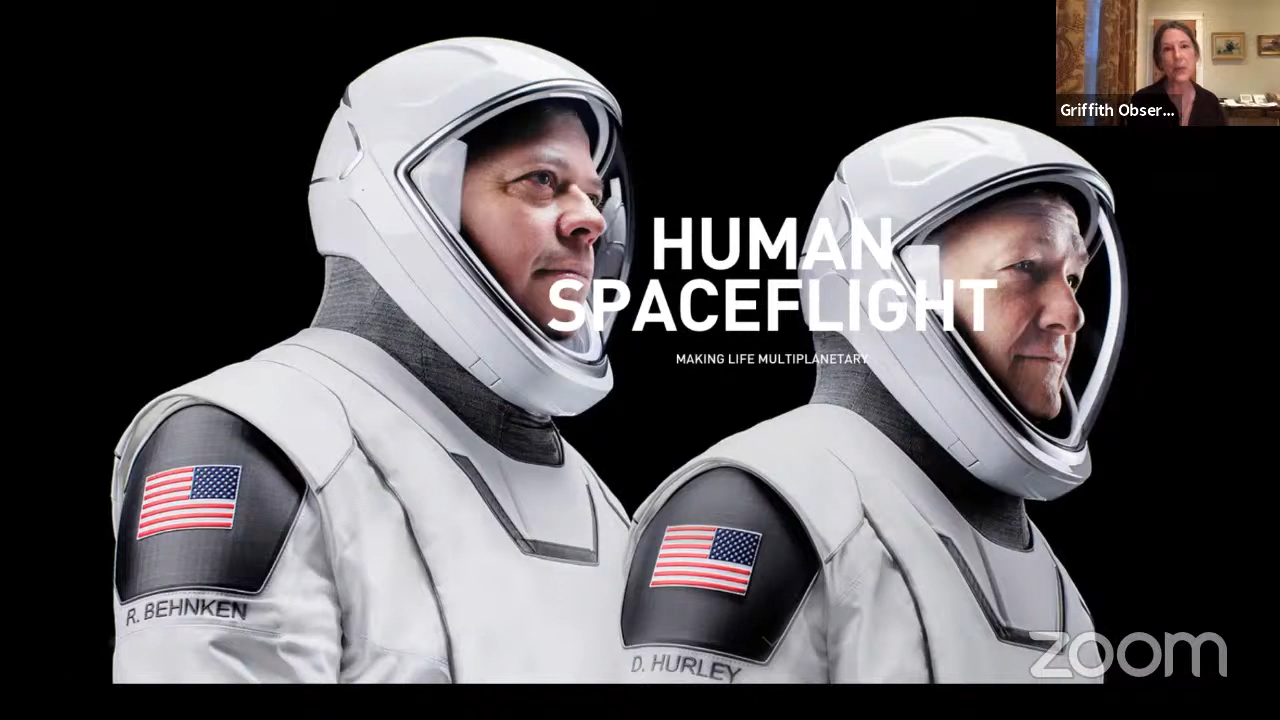 Griffith Obser...
HUMAN
SPACEFLIGHT
MAKING LIFE MULTIPLANETARY
R. BEHNKEN
D. HURLEY
zoom